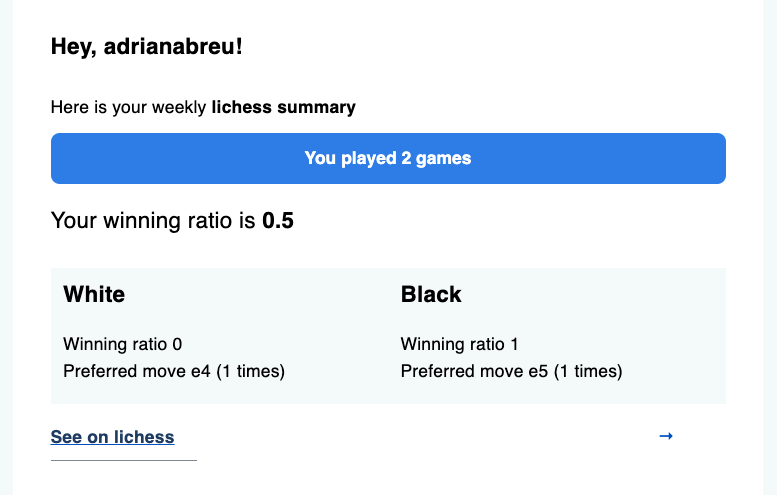 Hey, adrianabreu!
Here is your weekly lichess summary
You played 2 games
Your winning ratio is 0.5
White
Winning ratio 0
Preferred move e4 (1 times)
Black
Winning ratio 1
Preferred move e5 (1 times)
See on lichess →